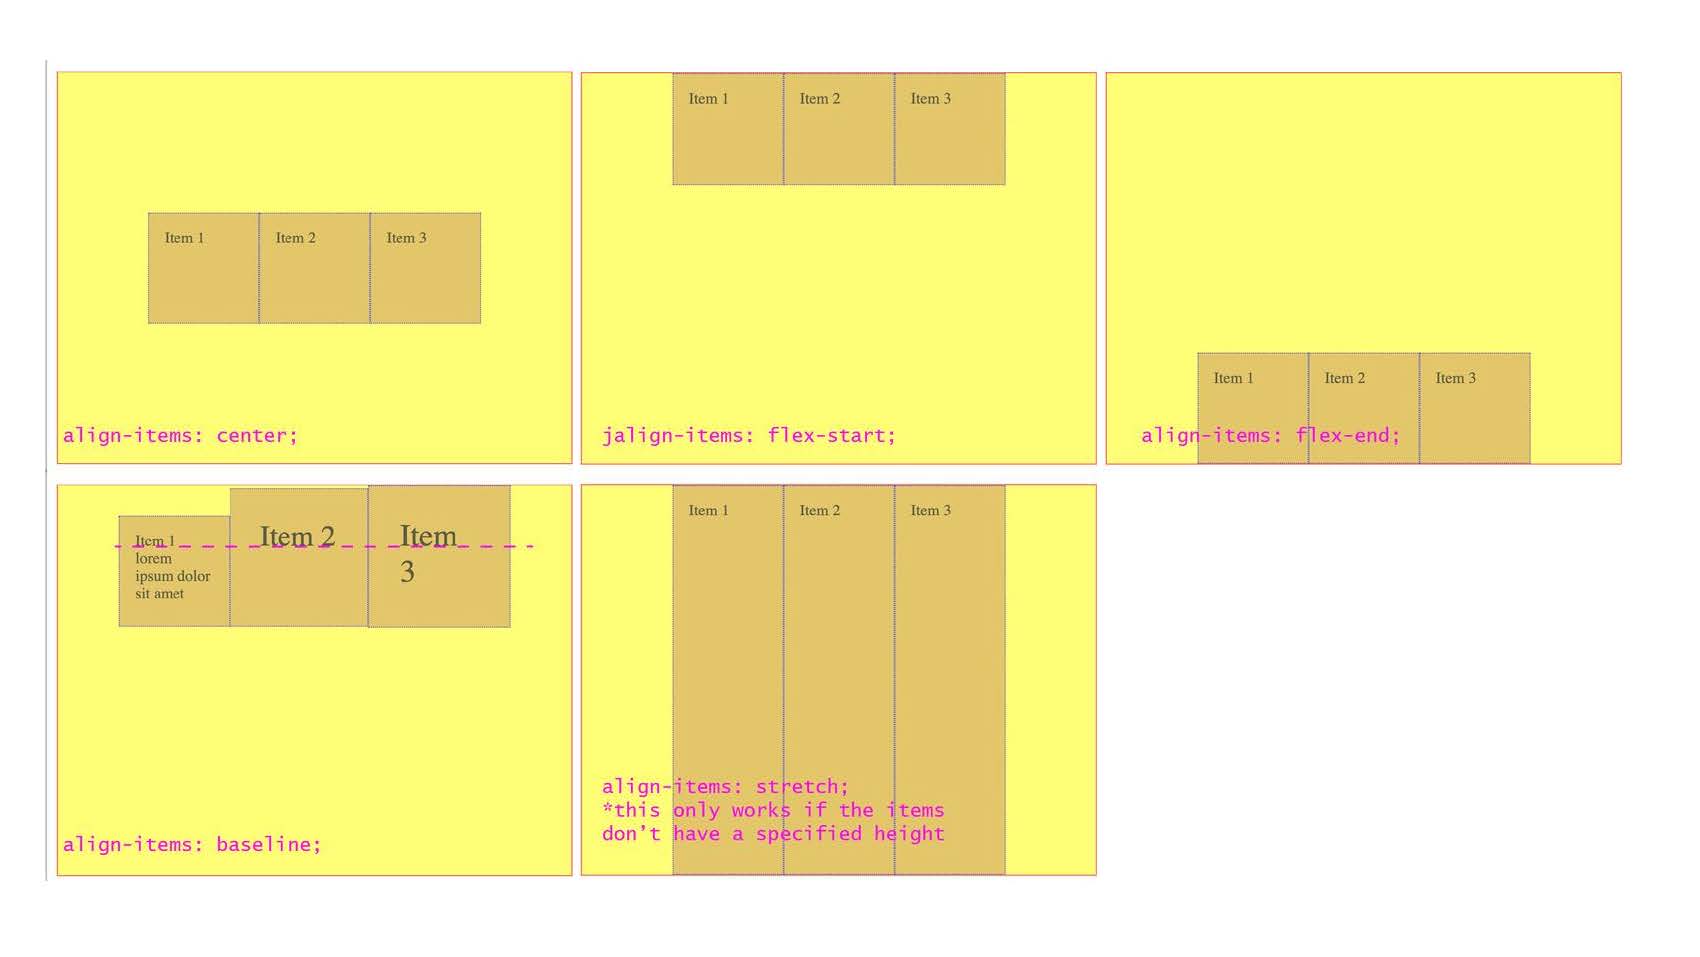 Item 1
Item 2
Item 3
align-items: center;
Item 1
Item 2
Item 3
jalign-items: flex-start;
Item 1
Item 2
Item 3
align-items: flex-end;
Item 1
lorem
ipsum dolor
sit amet
Item 2
Item
3
align-items: baseline;
Item 1
Item 2
Item 3
align-items: stretch;
*this only works if the items
don’t have a specified height